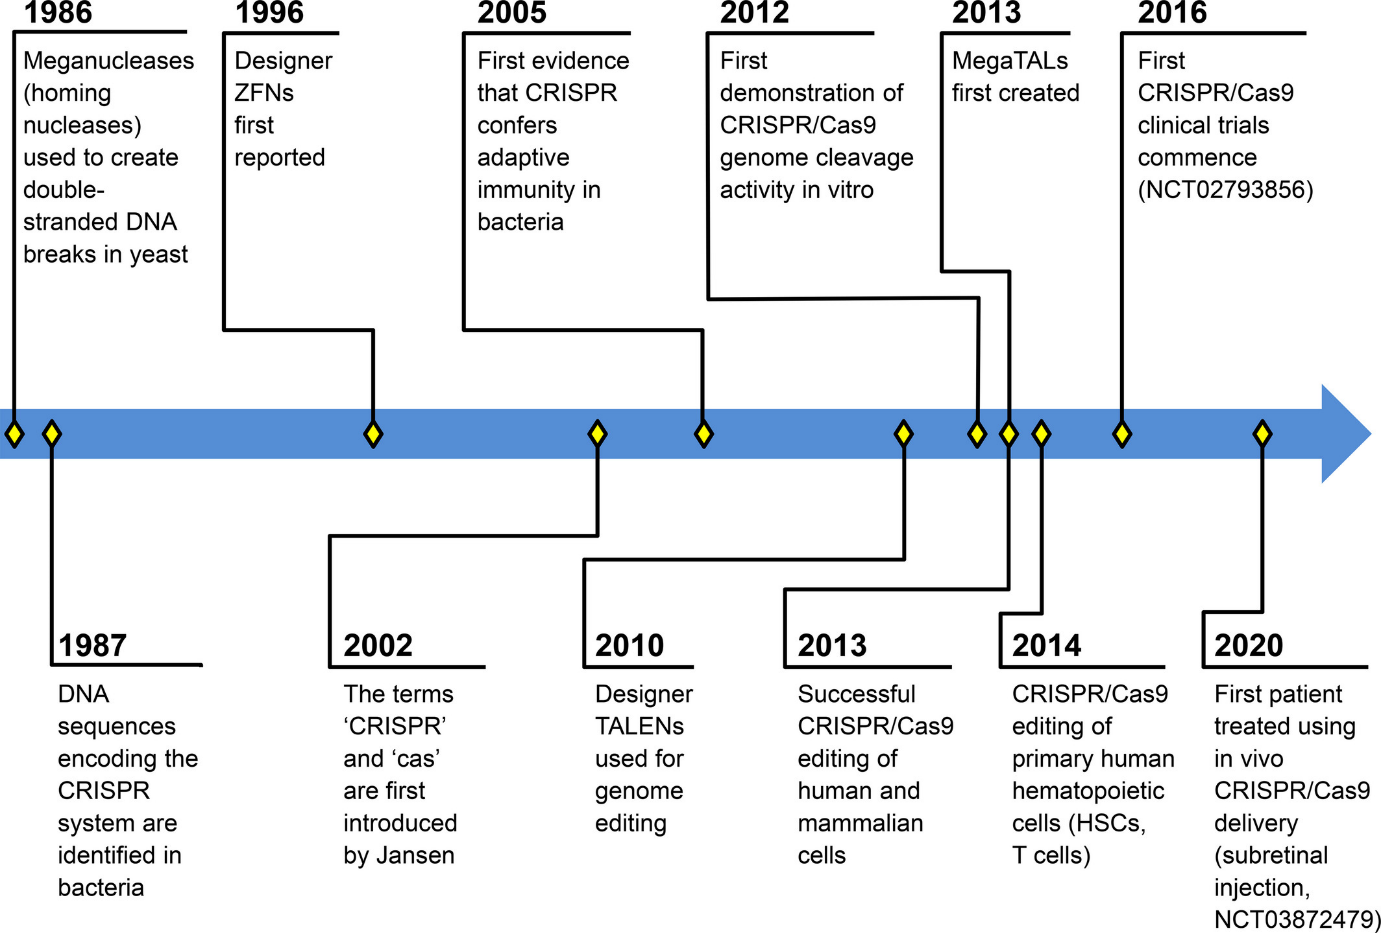 1986
Meganucleases
(homing
nucleases)
used to create
double-
stranded DNA
breaks in yeast
1996
Designer
ZFNs
first
reported
2005
First evidence
that CRISPR
confers
adaptive
immunity in
bacteria
2012
First
demonstration of
CRISPR/Cas9
genome cleavage
activity in vitro
2013
MegaTALs
first created
2016
First
CRISPR/Cas9
clinical trials
commence
(NCT02793856)
1987
DNA
sequences
encoding the
CRISPR
system are
identified in
bacteria
2002
The terms
‘CRISPR’
and ‘cas’
are first
introduced
by Jansen
2010
Designer
TALENs
used for
genome
editing
2013
Successful
CRISPR/Cas9
editing of
human and
mammalian
cells
2014
CRISPR/Cas9
editing of
primary human
hematopoietic
cells (HSCs,
T cells)
2020
First patient
treated using
in vivo
CRISPR/Cas9
delivery
(subretinal
injection,
NCT03872479)